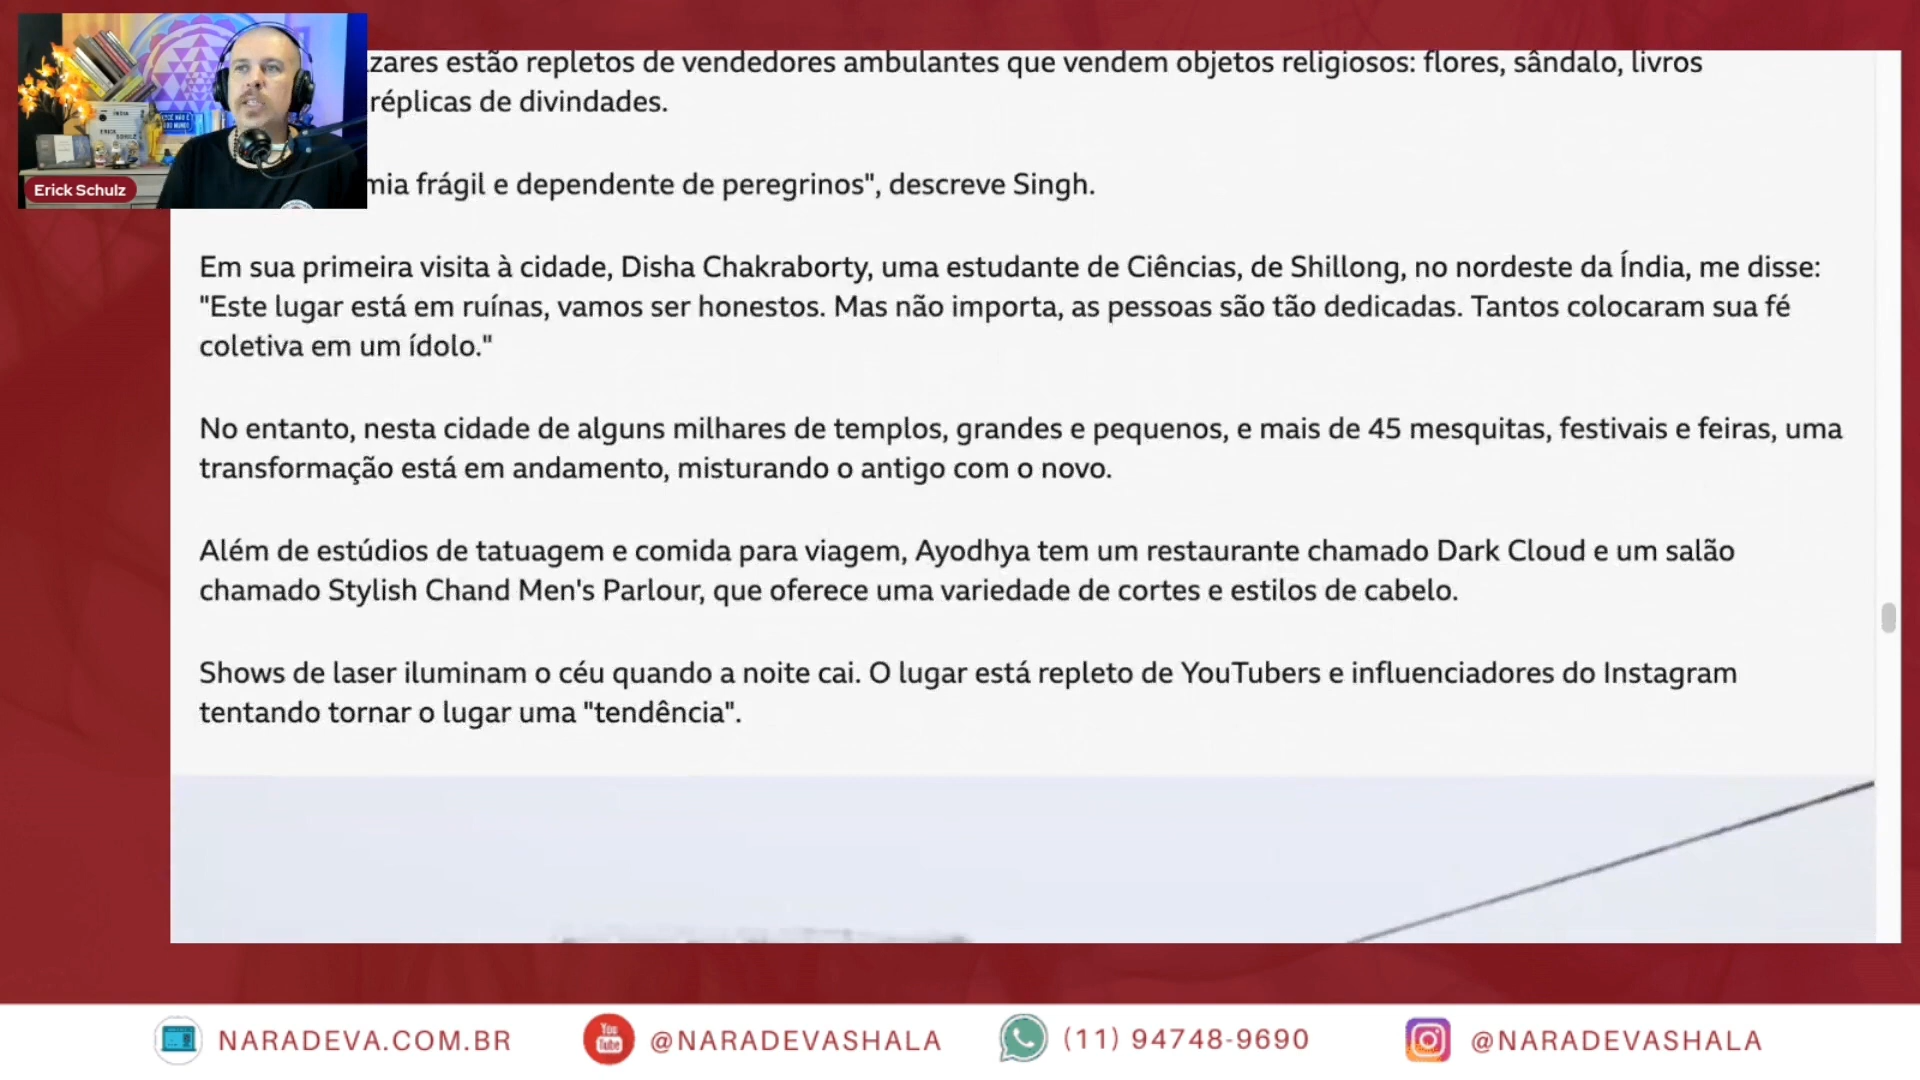 zares estão repletos de vendedores ambulantes que vendem objetos religiosos: flores, sândalo, livros
réplicas de divindades.
mia frágil e dependente de peregrinos", descreve Singh.
Erick Schulz
Em sua primeira visita à cidade, Disha Chakraborty, uma estudante de Ciências, de Shillong, no nordeste da Índia, me disse:
"Este lugar está em ruínas, vamos ser honestos. Mas não importa, as pessoas são tão dedicadas. Tantos colocaram sua fé
coletiva em um ídolo."
No entanto, nesta cidade de alguns milhares de templos, grandes e pequenos, e mais de 45 mesquitas, festivais e feiras, uma
transformação está em andamento, misturando o antigo com o novo.
Além de estúdios de tatuagem e comida para viagem, Ayodhya tem um restaurante chamado Dark Cloud e um salão
chamado Stylish Chand Men's Parlour, que oferece uma variedade de cortes e estilos de cabelo.
Shows de laser iluminam o céu quando a noite cai. O lugar está repleto de YouTubers e influenciadores do Instagram
tentando tornar o lugar uma "tendência".
NARADEVA.COM.BR
You Tube
@NARADEVASHALA
(11) 94748-9690
@NARADEVASHALA